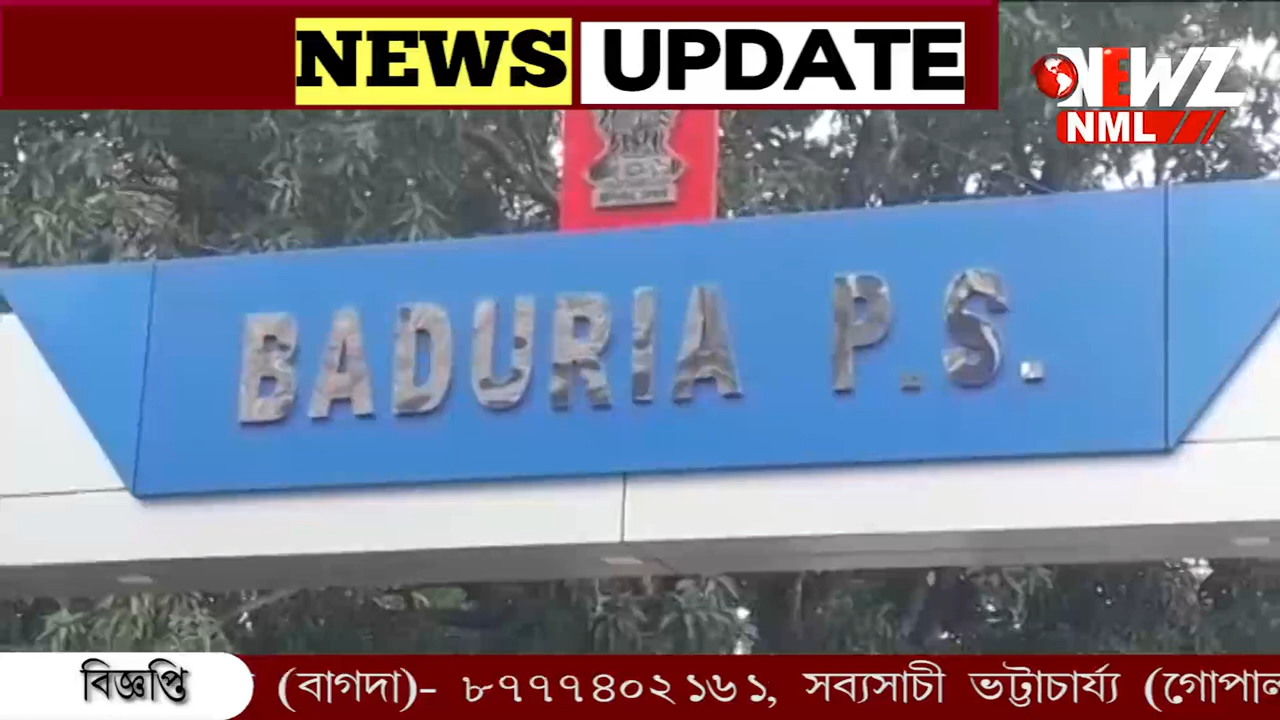 NEWS UPDATE
NEWZ
NML
BADURIA P.S.
বিজ্ঞপ্তি
(বাগদা)- ৮৭৭৭৪০২১৬১, সব্যসাচী ভট্টাচার্য্য (গোপাল